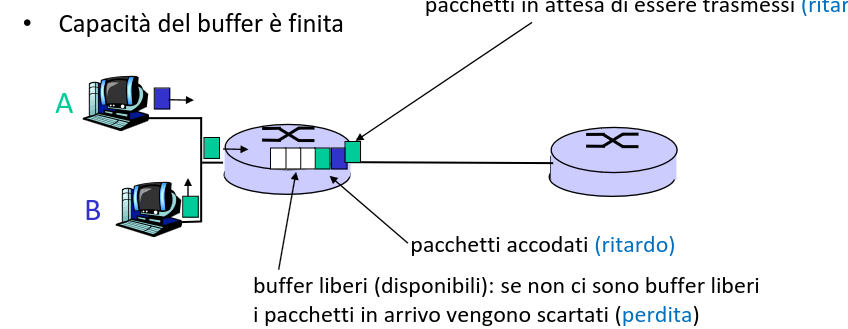 pacchetti in attesa di essere trasmessi
• Capacità del buffer è finita
A
B
pacchetti accodati (ritardo)
buffer liberi (disponibili): se non ci sono buffer liberi
i pacchetti in arrivo vengono scartati (perdita)